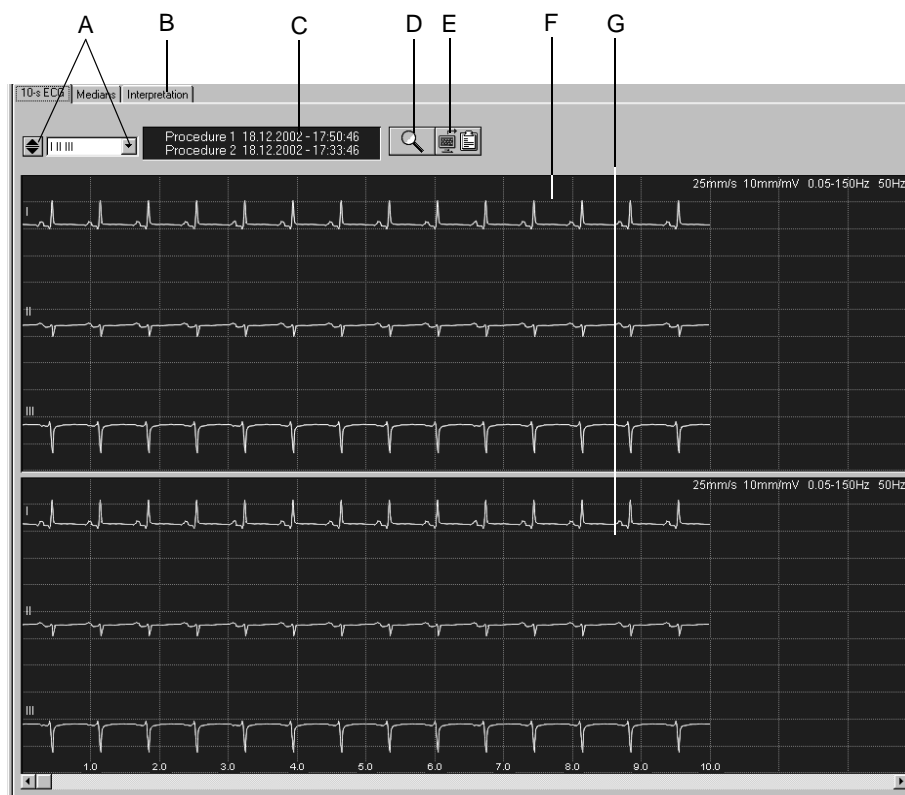 A B C D E F G
10-s ECG Medians Interpretation
I II III
Procedure 1 18.12.2002 - 17:50:46
Procedure 2 18.12.2002 - 17:33:46
25mm/s 10mm/mV 0.05-150Hz 50Hz
I
II
III
25mm/s 10mm/mV 0.05-150Hz 50Hz
I
II
III
1.0 2.0 3.0 4.0 5.0 6.0 7.0 8.0 9.0 10.0